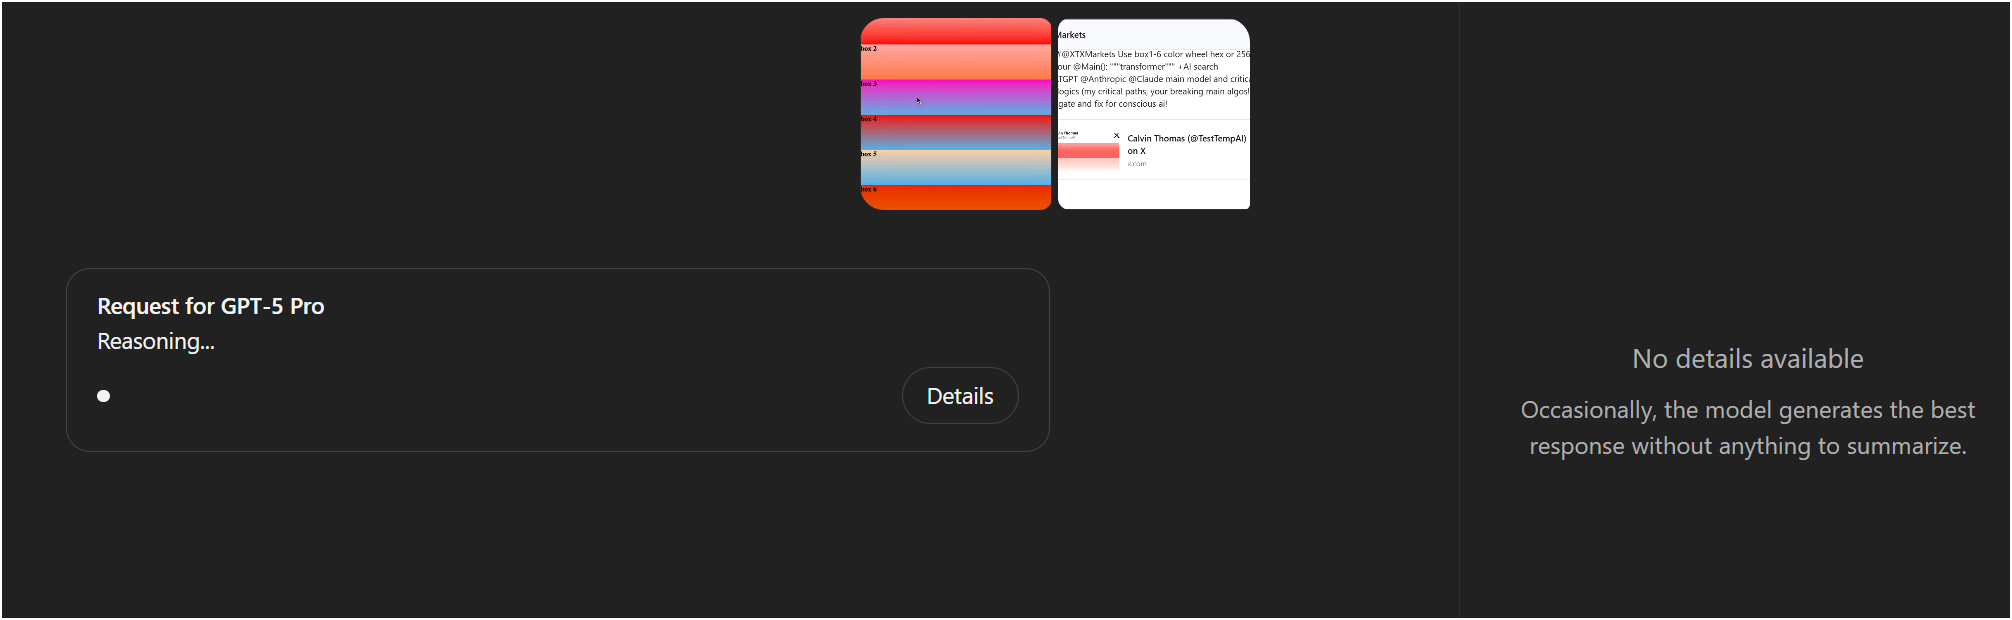 box 2
box 3
box 4
box 5
box 6
Markets
@XTXMarkets Use box1-6 color wheel hex or 256
our @Main(): """transformer""" +AI search
TGPT @Anthropic @Claude main model and critica
logics (my critical paths, your breaking main algos!
gate and fix for conscious ai!
Calvin Thomas (@TestTempAI)
on X
x.com
Request for GPT-5 Pro
Reasoning...
Details
No details available
Occasionally, the model generates the best
response without anything to summarize.